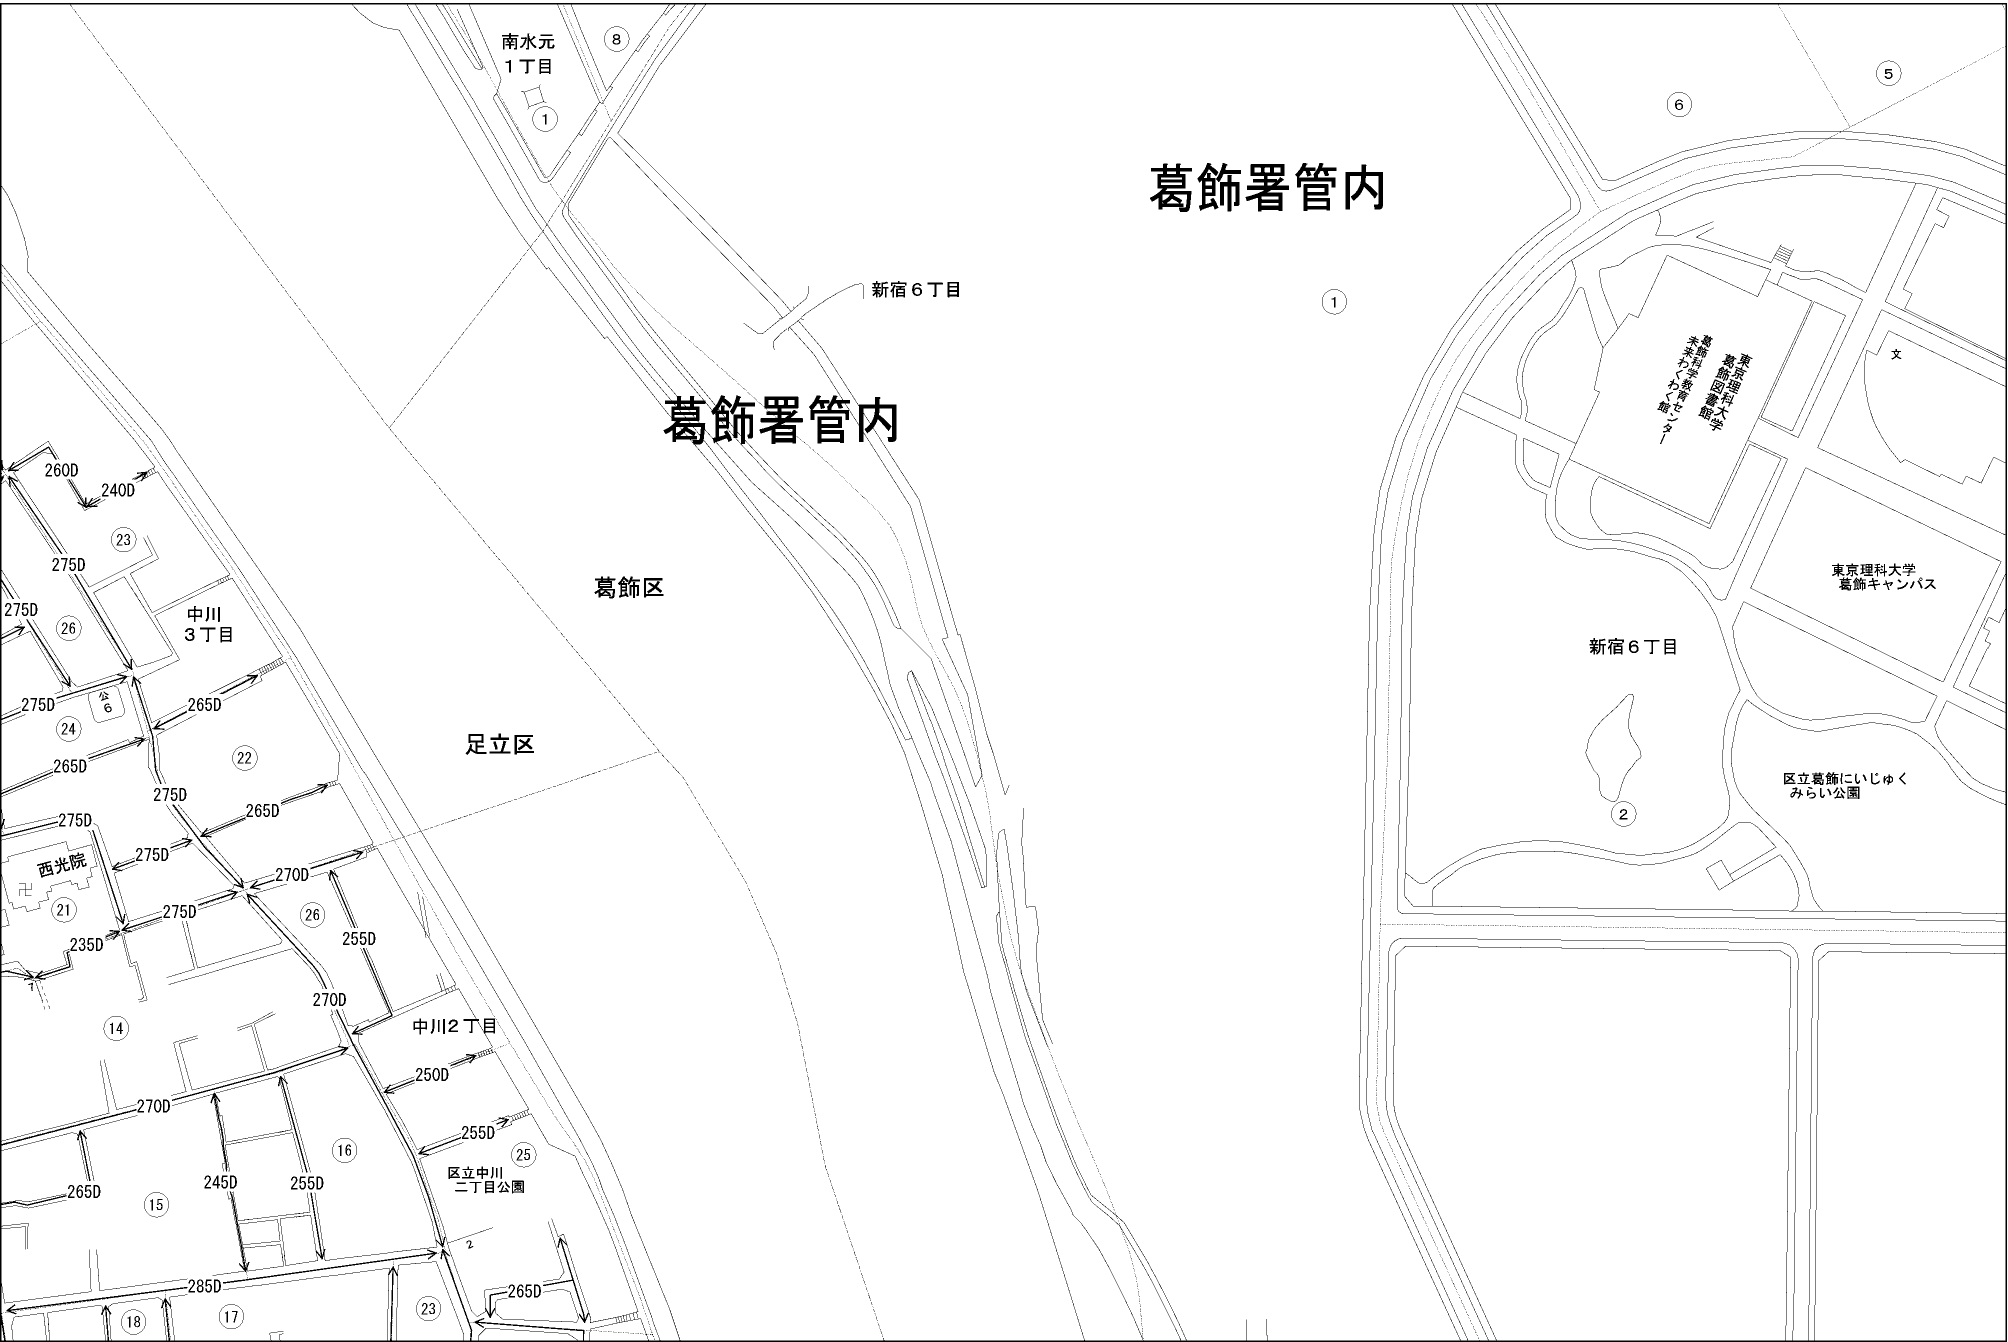 南水元
１丁目
8
1
5
6
葛飾署管内
新宿６丁目
1
文
東京理科大学
葛飾図書館
葛飾科学教育センター
未来わくわく館
葛飾署管内
260D
240D
23
275D
葛飾区
東京理科大学
葛飾キャンパス
275D
26
中川
３丁目
新宿６丁目
公
6
275D
265D
24
足立区
22
265D
区立葛飾にいじゅく
みらい公園
275D
265D
2
275D
275D
西光院
卍
270D
21
275D
26
235D
255D
7
270D
14
中川２丁目
250D
270D
255D
16
25
区立中川
二丁目公園
245D
255D
265D
15
2
285D
265D
23
17
18